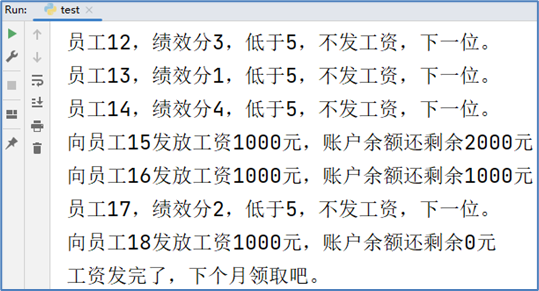 Run: test ×
员工12，绩效分3，低于5，不发工资，下一位。
员工13，绩效分1，低于5，不发工资，下一位。
员工14，绩效分4，低于5，不发工资，下一位。
向员工15发放工资1000元，账户余额还剩余2000元
向员工16发放工资1000元，账户余额还剩余1000元
员工17，绩效分2，低于5，不发工资，下一位。
向员工18发放工资1000元，账户余额还剩余0元
工资发完了，下个月领取吧。